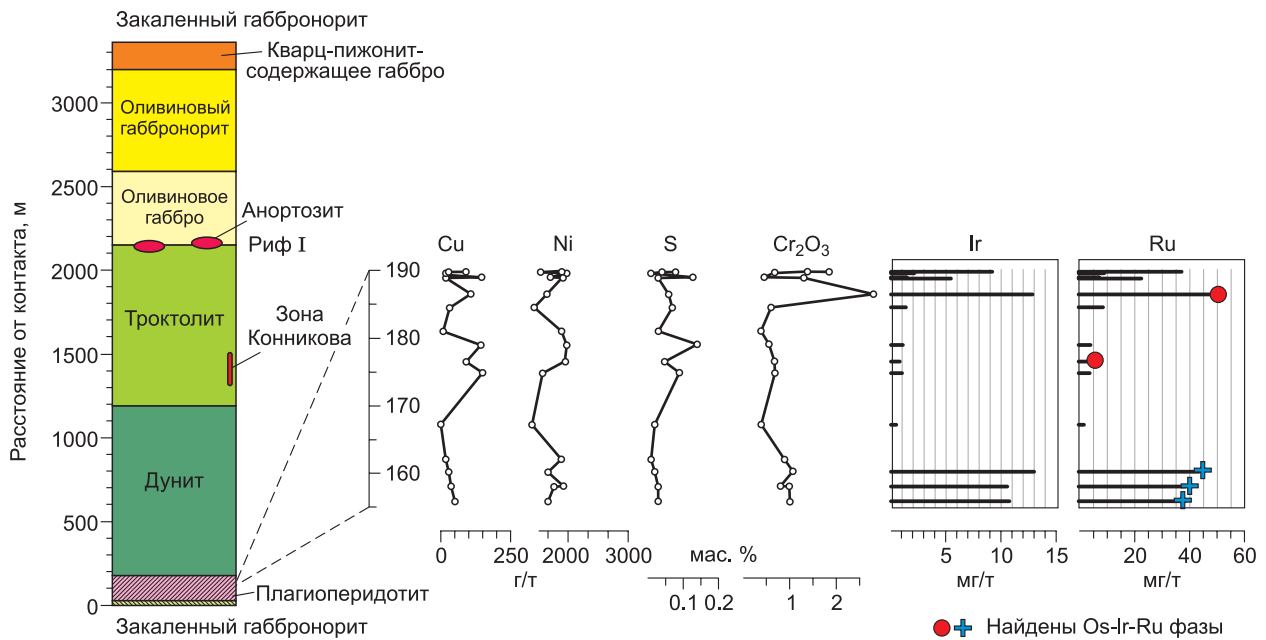 Закаленный габбронорит
Кварц-пижонит-
содержащее габбро
Расстояние от контакта, м
3000
2500
2000
1500
1000
500
0
Оливиновый
габбронорит
Оливиновое
габбро
Анортозит
Риф I
Троктолит
Зона
Конникова
Дунит
Плагиоперидотит
Закаленный габбронорит
190
180
170
160
Cu
Ni
S
Cr2O3
Ir
Ru
0 250
2000 3000
г/т
мас. %
0.1 0.2
1 2
5 10 15
мг/т
20 40 60
мг/т
Найдены Os-Ir-Ru фазы